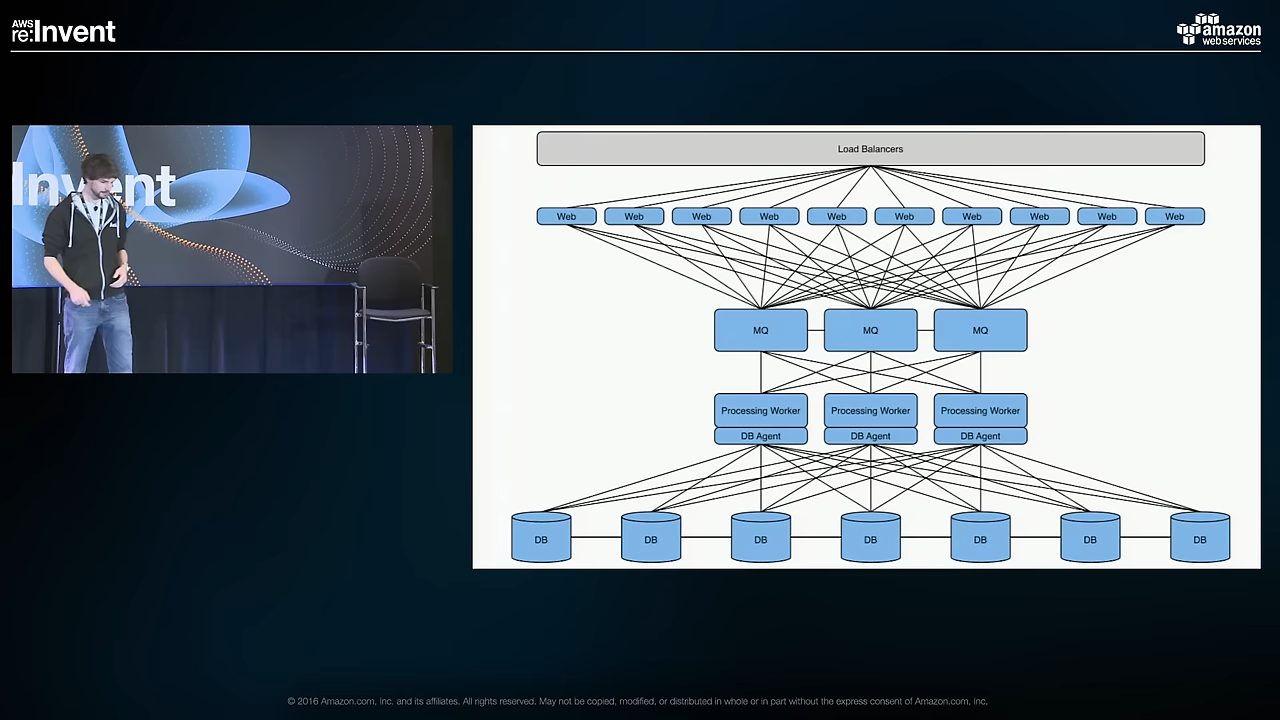 AWS
re:Invent
amazon
web services
Invent
Load Balancers
Web Web Web Web Web Web Web Web Web Web
MQ MQ MQ
Processing Worker Processing Worker Processing Worker
DB Agent DB Agent DB Agent
DB DB DB DB DB DB DB
© 2016 Amazon.com, Inc. and its affiliates. All rights reserved. May not be copied, modified, or distributed in whole or in part without the express consent of Amazon.com, Inc.